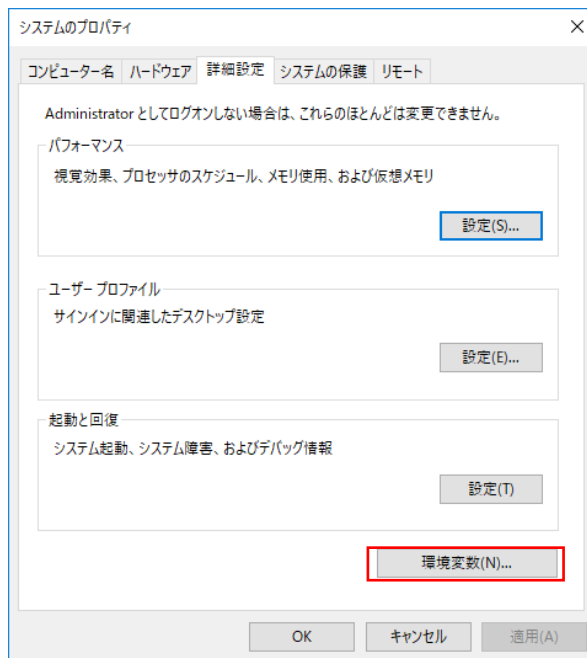 システムのプロパティ
コンピューター名 ハードウェア 詳細設定 システムの保護 リモート
Administrator としてログオンしない場合は、これらのほとんどは変更できません。
パフォーマンス
視覚効果、プロセッサのスケジュール、メモリ使用、および仮想メモリ
設定(S)...
ユーザー プロファイル
サインインに関連したデスクトップ設定
設定(E)...
起動と回復
システム起動、システム障害、およびデバッグ情報
設定(T)
環境変数(N)...
OK キャンセル 適用(A)